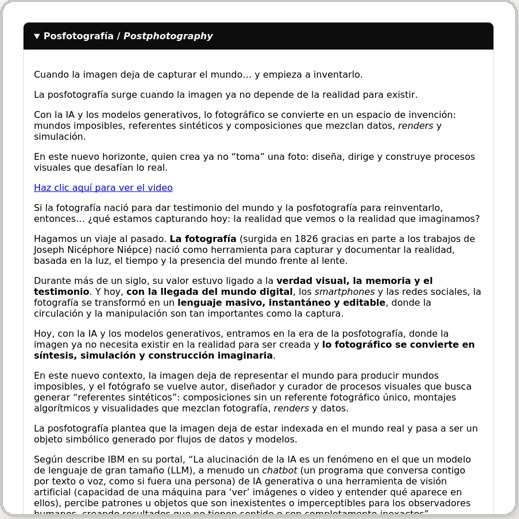 ▼ Posfotografía / Postphotography
Cuando la imagen deja de capturar el mundo… y empieza a inventarlo.
La posfotografía surge cuando la imagen ya no depende de la realidad para existir.
Con la IA y los modelos generativos, lo fotográfico se convierte en un espacio de invención:
mundos imposibles, referentes sintéticos y composiciones que mezclan datos, renders y
simulación.
En este nuevo horizonte, quien crea ya no “toma” una foto: diseña, dirige y construye procesos
visuales que desafían lo real.
Haz clic aquí para ver el video
Si la fotografía nació para dar testimonio del mundo y la posfotografía para reinventarlo,
entonces… ¿qué estamos capturando hoy: la realidad que vemos o la realidad que imaginamos?
Hagamos un viaje al pasado. La fotografía (surgida en 1826 gracias en parte a los trabajos de
Joseph Nicéphore Niépce) nació como herramienta para capturar y documentar la realidad,
basada en la luz, el tiempo y la presencia del mundo frente al lente.
Durante más de un siglo, su valor estuvo ligado a la verdad visual, la memoria y el
testimonio. Y hoy, con la llegada del mundo digital, los smartphones y las redes sociales, la
fotografía se transformó en un lenguaje masivo, instantáneo y editable, donde la
circulación y la manipulación son tan importantes como la captura.
Hoy, con la IA y los modelos generativos, entramos en la era de la posfotografía, donde la
imagen ya no necesita existir en la realidad para ser creada y lo fotográfico se convierte en
síntesis, simulación y construcción imaginaria.
En este nuevo contexto, la imagen deja de representar el mundo para producir mundos
imposibles, y el fotógrafo se vuelve autor, diseñador y curador de procesos visuales que busca
generar “referentes sintéticos”: composiciones sin un referente fotográfico único, montajes
algorítmicos y visualidades que mezclan fotografía, renders y datos.
La posfotografía plantea que la imagen deja de estar indexada en el mundo real y pasa a ser un
objeto simbólico generado por flujos de datos y modelos.
Según describe IBM en su portal, “La alucinación de la IA es un fenómeno en el que un modelo
de lenguaje de gran tamaño (LLM), a menudo un chatbot (un programa que conversa contigo
por texto o voz, como si fuera una persona) de IA generativa o una herramienta de visión
artificial (capacidad de una máquina para ‘ver’ imágenes o video y entender qué aparece en
ellos), percibe patrones u objetos que son inexistentes o imperceptibles para los observadores
humanos, creando resultados que no tienen sentido o son completamente inexactos”